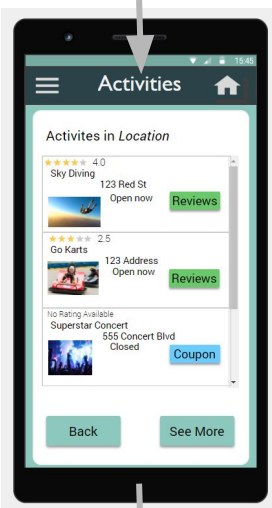 15:45
Activities
Activites in Location
4.0
Sky Diving
123 Red St
Open now
Reviews
2.5
Go Karts
123 Address
Open now
Reviews
No Rating Available
Superstar Concert
555 Concert Blvd
Closed
Coupon
Back
See More